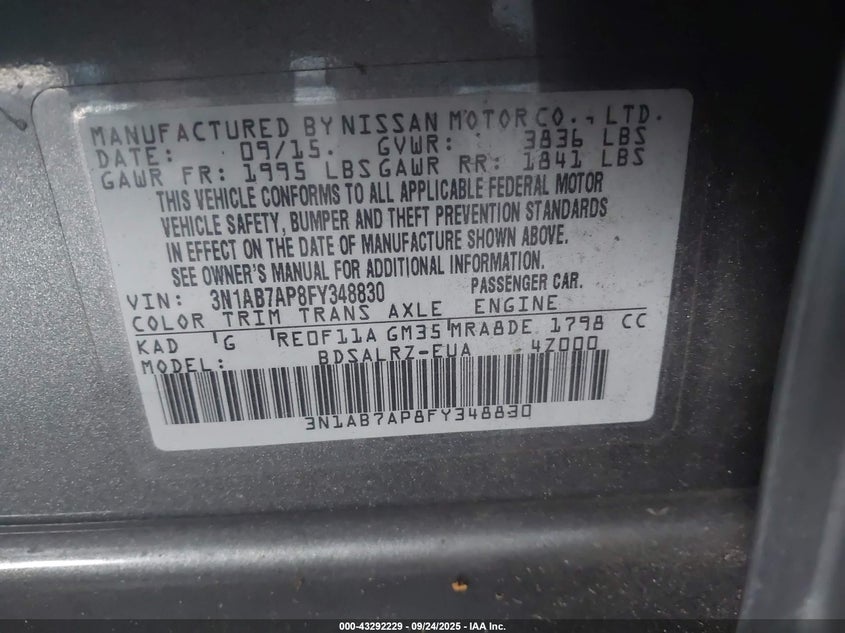 MANUFACTURED BY NISSAN MOTOR CO., LTD.
DATE: 09/15. GVWR: 3836 LBS
GAWR FR: 1995 LBS GAWR RR: 1841 LBS
THIS VEHICLE CONFORMS TO ALL APPLICABLE FEDERAL MOTOR
VEHICLE SAFETY, BUMPER AND THEFT PREVENTION STANDARDS
IN EFFECT ON THE DATE OF MANUFACTURE SHOWN ABOVE.
SEE OWNER'S MANUAL FOR ADDITIONAL INFORMATION.
VIN: 3N1AB7AP8FY348830 PASSENGER CAR.
COLOR TRIM TRANS AXLE ENGINE
KAD G RE0F11A GM35 MRA8DE 1798 CC
MODEL: BDSALRZ-EUA 4Z000
3N1AB7AP8FY348830
000-43292229 - 09/24/2025 - IAA Inc.